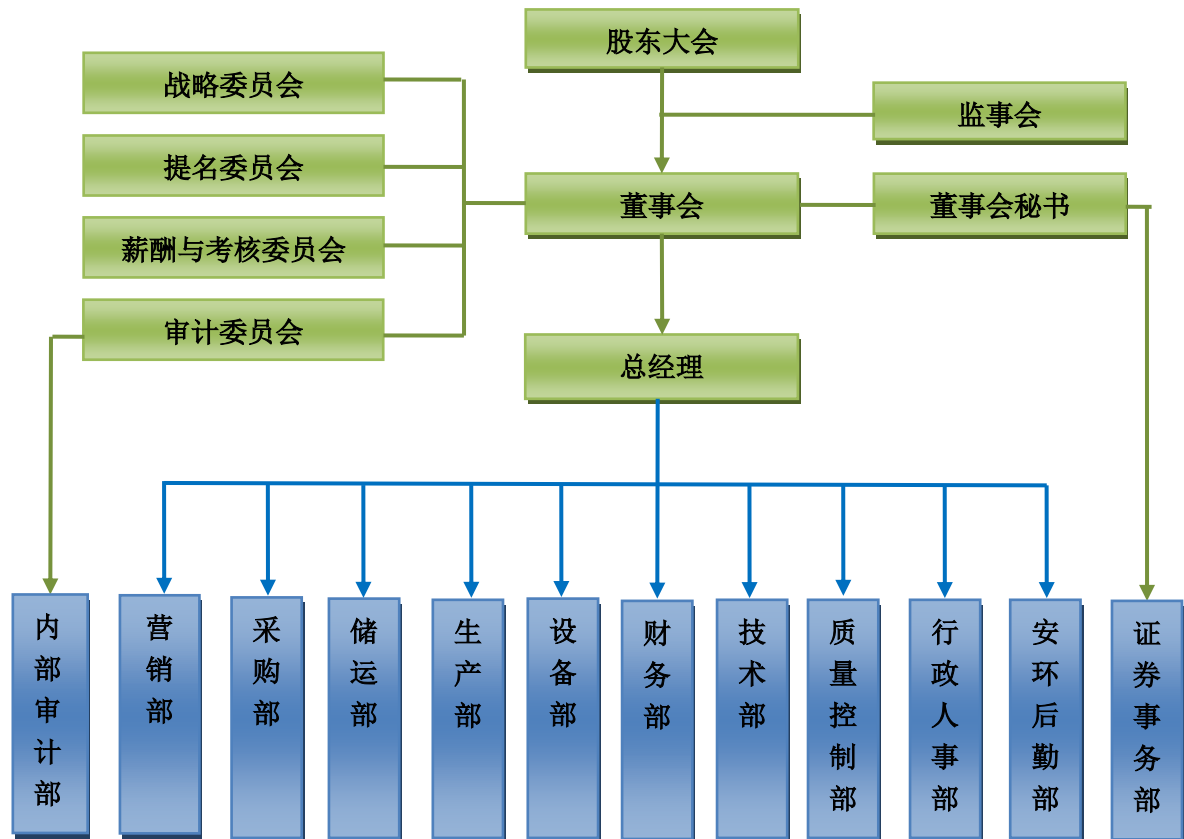 股东大会
战略委员会
监事会
提名委员会
董事会
董事会秘书
薪酬与考核委员会
审计委员会
总经理
内部审计部
营销部
采购部
储运部
生产部
设备部
财务部
技术部
质量控制部
行政人事部
安环后勤部
证券事务部